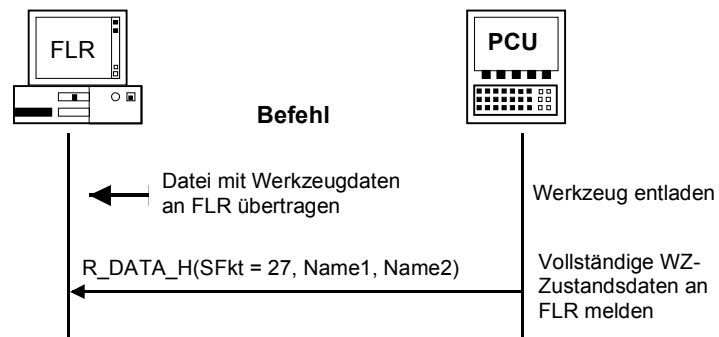 FLR
PCU
Befehl
Datei mit Werkzeugdaten
an FLR übertragen
Werkzeug entladen
R_DATA_H(SFkt = 27, Name1, Name2)
Vollständige WZ-
Zustandsdaten an
FLR melden